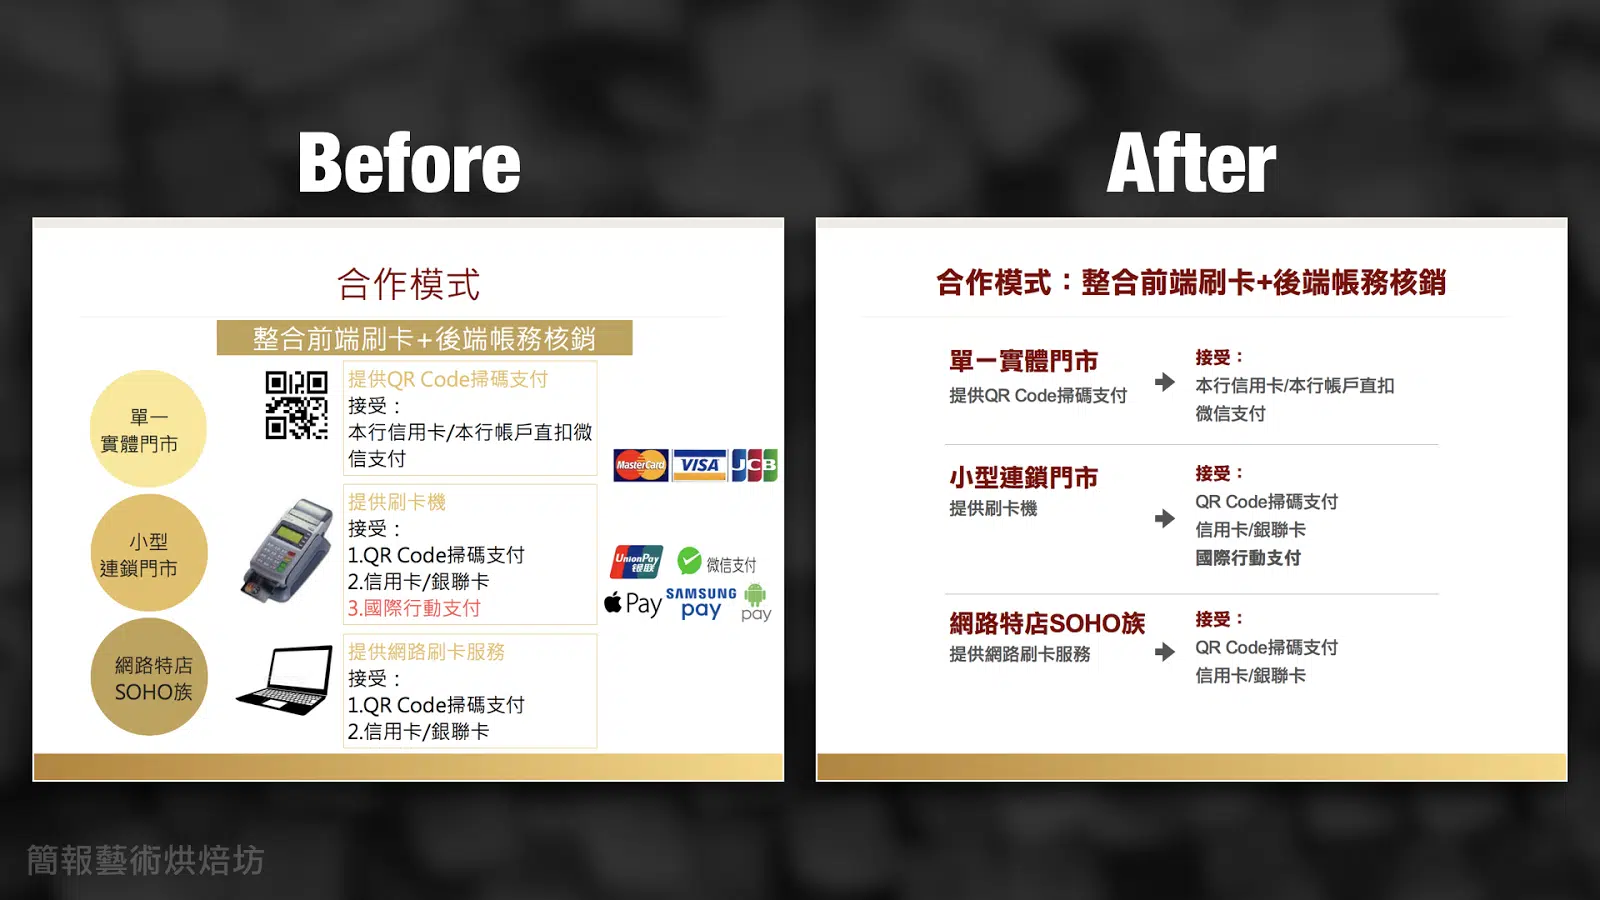 Before
合作模式
整合前端刷卡+後端帳務核銷
單一
實體門市
提供QR Code掃碼支付
接受：
本行信用卡/本行帳戶直扣微
信支付
MasterCard
VISA
JCB
小型
連鎖門市
提供刷卡機
接受：
1.QR Code掃碼支付
2.信用卡/銀聯卡
3.國際行動支付
UnionPay
银联
微信支付
Pay
SAMSUNG
pay
pay
網路特店
SOHO族
提供網路刷卡服務
接受：
1.QR Code掃碼支付
2.信用卡/銀聯卡
After
合作模式：整合前端刷卡+後端帳務核銷
單一實體門市
提供QR Code掃碼支付
接受：
本行信用卡/本行帳戶直扣
微信支付
小型連鎖門市
提供刷卡機
接受：
QR Code掃碼支付
信用卡/銀聯卡
國際行動支付
網路特店SOHO族
提供網路刷卡服務
接受：
QR Code掃碼支付
信用卡/銀聯卡
簡報藝術烘焙坊